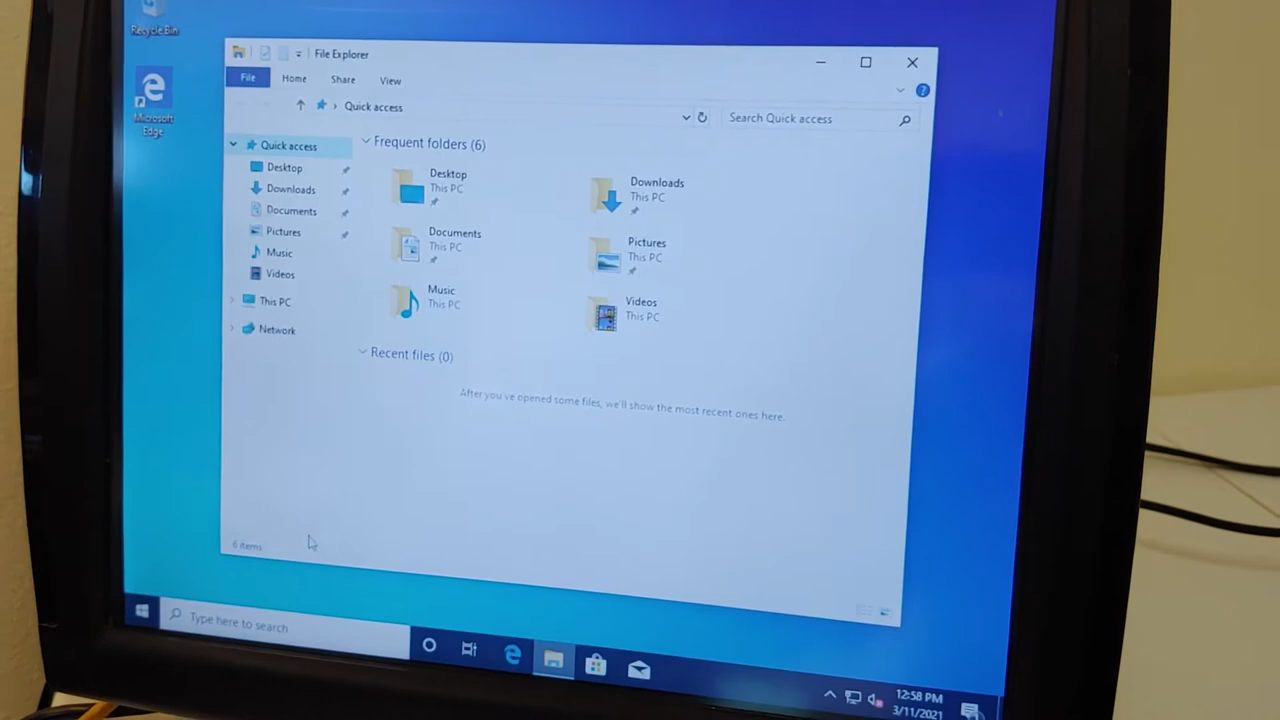 Recycle Bin
Microsoft
Edge
File Explorer
File
Home
Share
View
Quick access
Search Quick access
Quick access
Desktop
Downloads
Documents
Pictures
Music
Videos
This PC
Network
Frequent folders (6)
Desktop
This PC
Downloads
This PC
Documents
This PC
Pictures
This PC
Music
This PC
Videos
This PC
Recent files (0)
After you've opened some files, we'll show the most recent ones here.
6 items
Type here to search
12:58 PM
3/11/2021